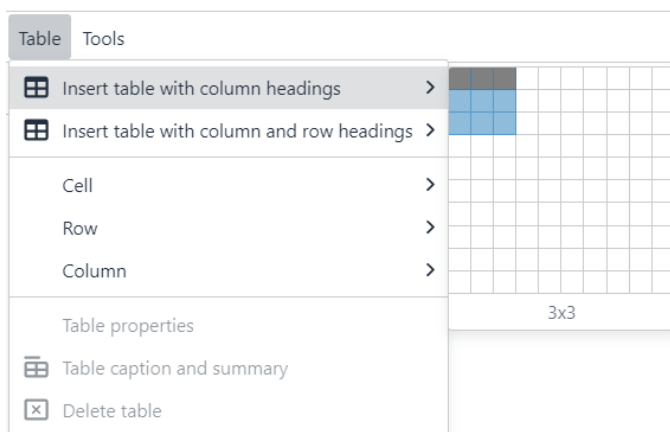 Table Tools
Insert table with column headings
Insert table with column and row headings
Cell
Row
Column
3x3
Table properties
Table caption and summary
Delete table